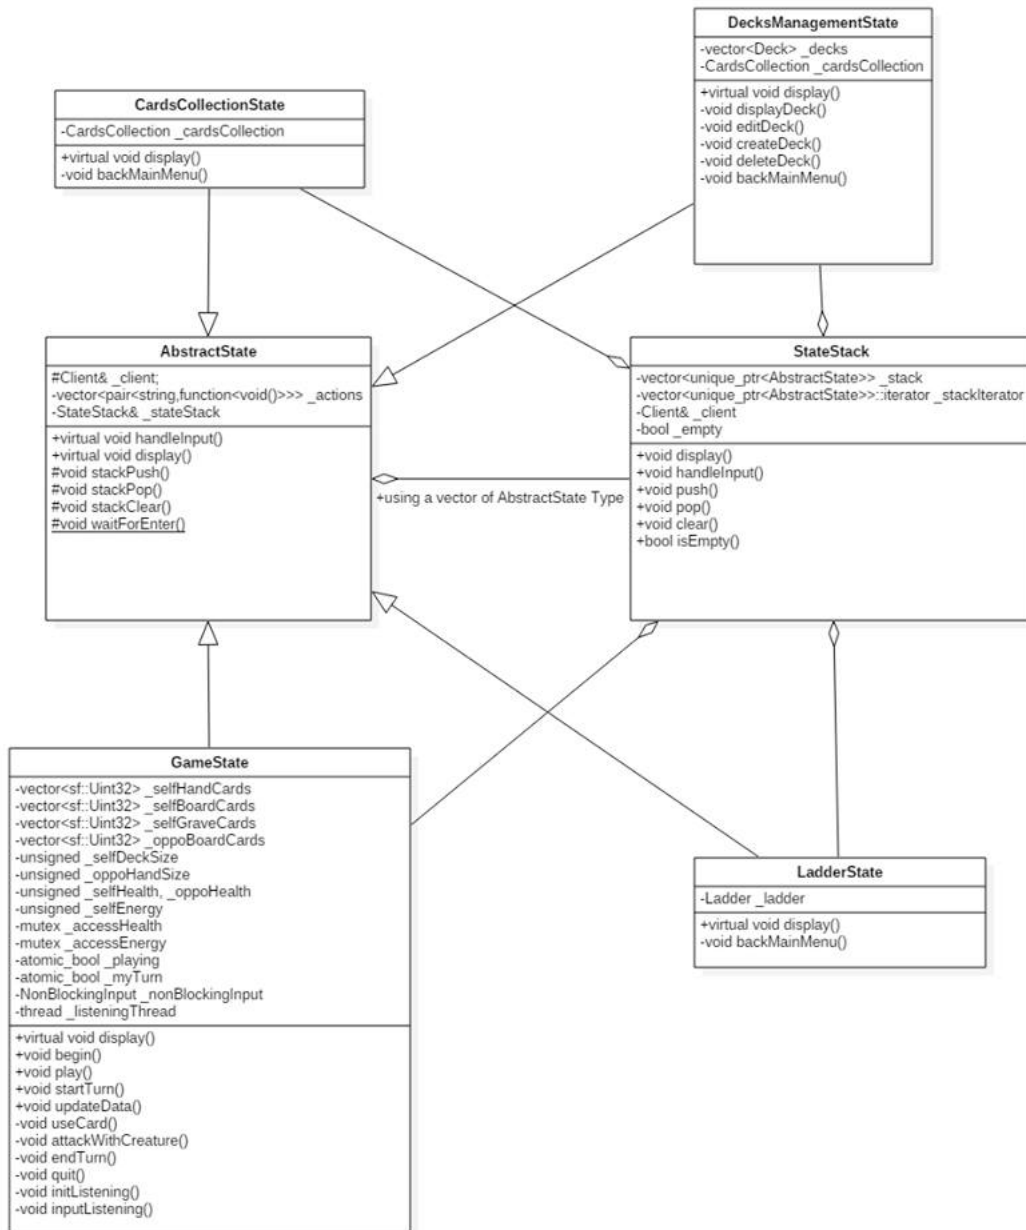 DecksManagementState
-vector<Deck> _decks
-CardsCollection _cardsCollection
+virtual void display()
-void displayDeck()
-void editDeck()
-void createDeck()
-void deleteDeck()
-void backMainMenu()
CardsCollectionState
-CardsCollection _cardsCollection
+virtual void display()
-void backMainMenu()
AbstractState
#Client& _client;
-vector<pair<string,function<void()>>> _actions
-StateStack& _stateStack
+virtual void handleInput()
+virtual void display()
#void stackPush()
#void stackPop()
#void stackClear()
#void waitForEnter()
+using a vector of AbstractState Type
StateStack
-vector<unique_ptr<AbstractState>> _stack
-vector<unique_ptr<AbstractState>>::iterator _stackIterator
-Client& _client
-bool _empty
+void display()
+void handleInput()
+void push()
+void pop()
+void clear()
+bool isEmpty()
GameState
-vector<sf::Uint32> _selfHandCards
-vector<sf::Uint32> _selfBoardCards
-vector<sf::Uint32> _selfGraveCards
-vector<sf::Uint32> _oppoBoardCards
-unsigned _selfDeckSize
-unsigned _oppoHandSize
-unsigned _selfHealth, _oppoHealth
-unsigned _selfEnergy
-mutex _accessHealth
-mutex _accessEnergy
-atomic_bool _playing
-atomic_bool _myTurn
-NonBlockingInput _nonBlockingInput
-thread _listeningThread
+virtual void display()
+void begin()
+void play()
+void startTurn()
+void updateData()
-void useCard()
-void attackWithCreature()
-void endTurn()
-void quit()
-void initListening()
-void inputListening()
LadderState
-Ladder _ladder
+virtual void display()
-void backMainMenu()